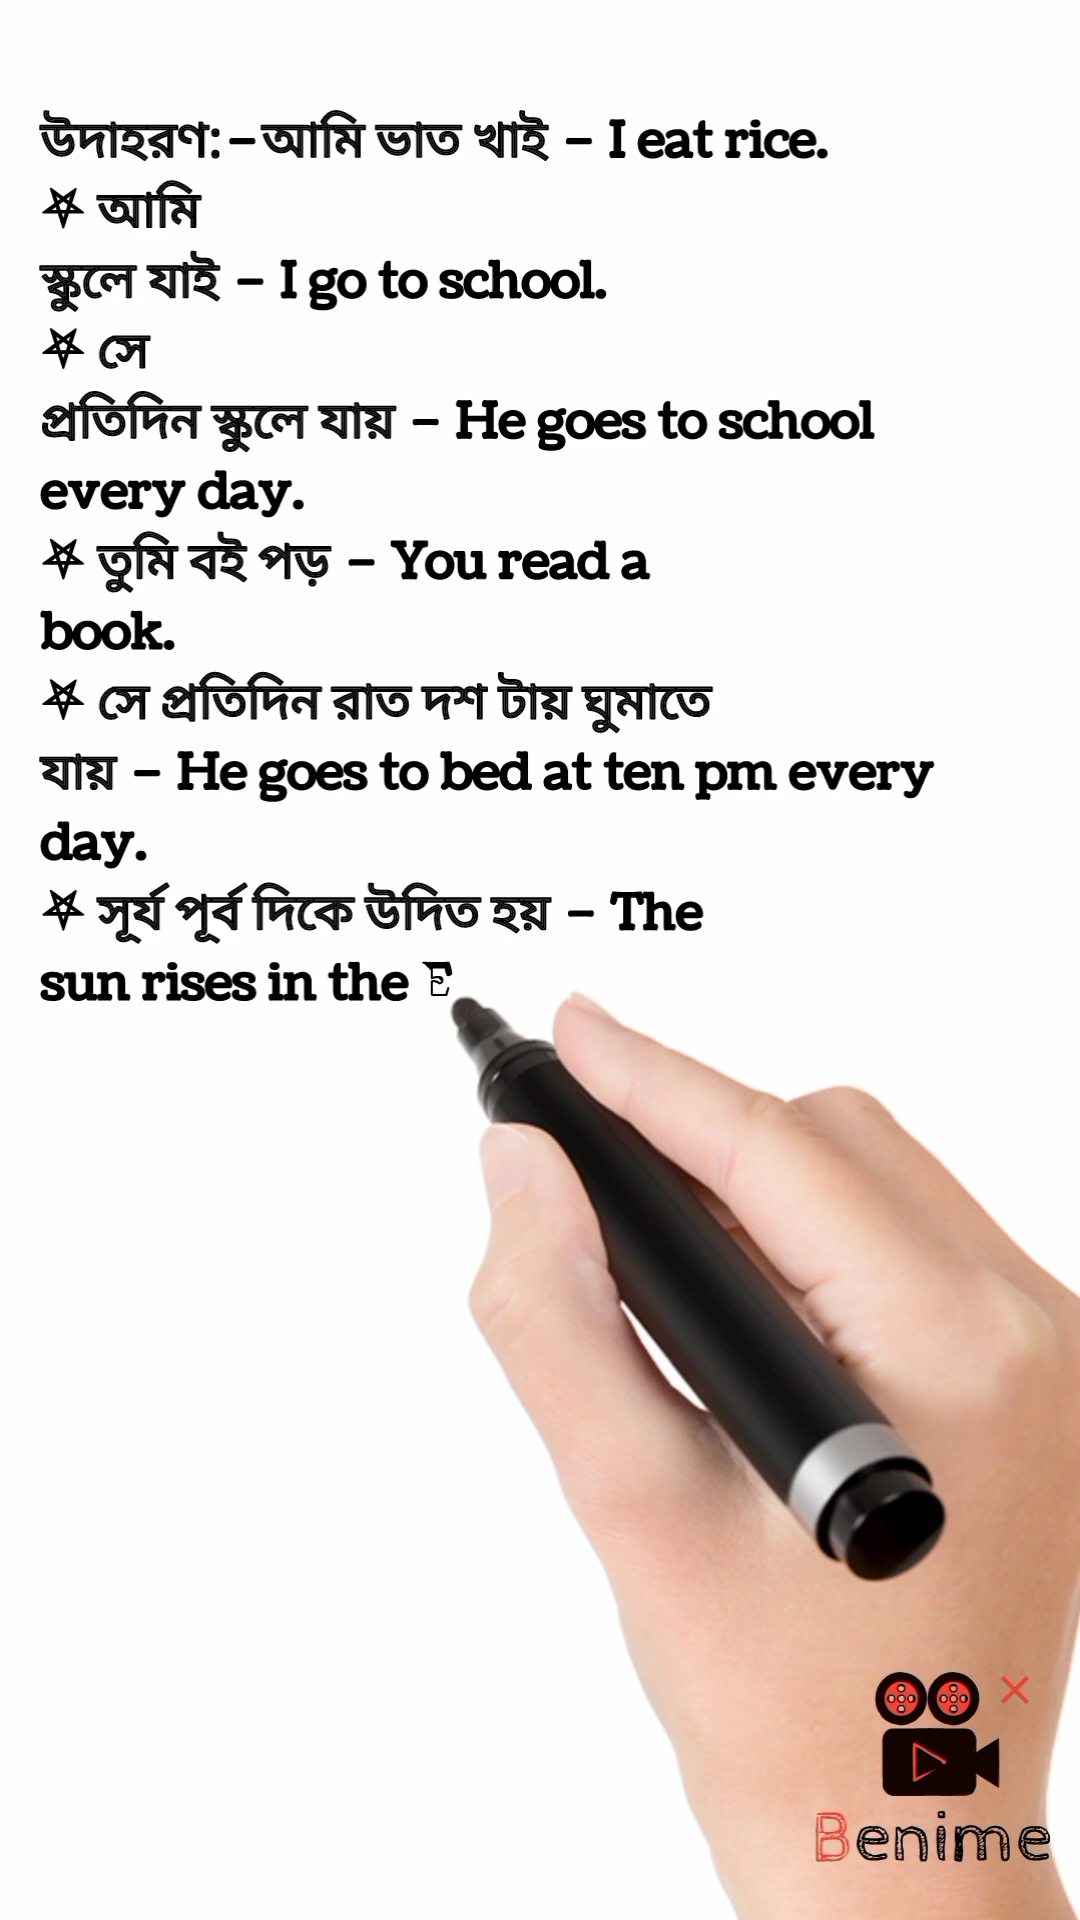 উদাহরণ:-আমি ভাত খাই – I eat rice.
⛧ আমি
স্কুলে যাই – I go to school.
⛧ সে
প্রতিদিন স্কুলে যায় – He goes to school
every day.
⛧ তুমি বই পড় – You read a
book.
⛧ সে প্রতিদিন রাত দশ টায় ঘুমাতে
যায় – He goes to bed at ten pm every
day.
⛧ সূর্য পূর্ব দিকে উদিত হয় – The
sun rises in the E
Benime